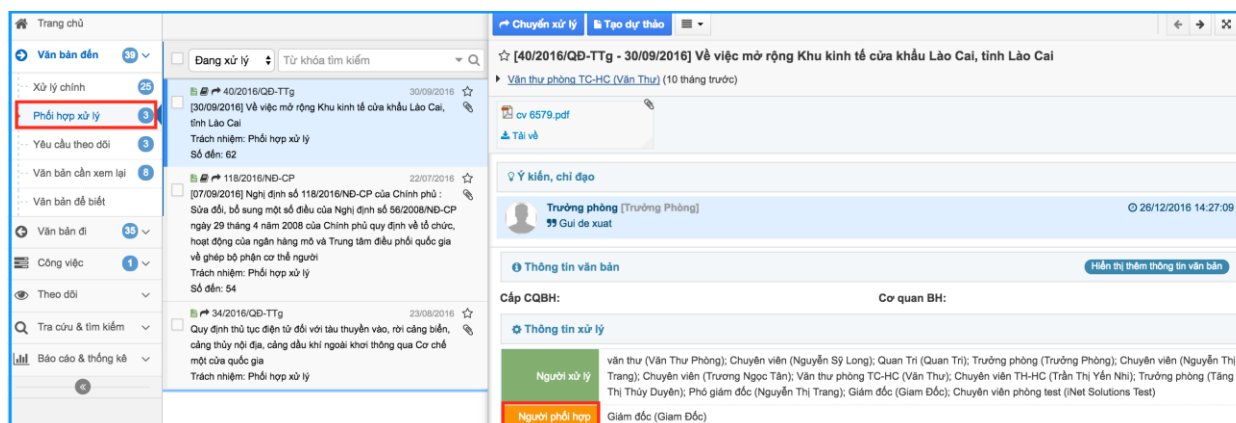 Trang chủ
Văn bản đến 39
Xử lý chính 25
Phối hợp xử lý 3
Yêu cầu theo dõi 3
Văn bản cần xem lại 8
Văn bản để biết
Văn bản đi 35
Công việc 1
Theo dõi
Tra cứu & tìm kiếm
Báo cáo & thống kê
Đang xử lý Từ khóa tìm kiếm
40/2016/QĐ-TTg 30/09/2016
[30/09/2016] Về việc mở rộng Khu kinh tế cửa khẩu Lào Cai,
tỉnh Lào Cai
Trách nhiệm: Phối hợp xử lý
Số đến: 62
118/2016/NĐ-CP 22/07/2016
[07/09/2016] Nghị định số 118/2016/NĐ-CP của Chính phủ :
Sửa đổi, bổ sung một số điều của Nghị định số 56/2008/NĐ-CP
ngày 29 tháng 4 năm 2008 của Chính phủ quy định về tổ chức,
hoạt động của ngân hàng mô và Trung tâm điều phối quốc gia
về ghép bộ phận cơ thể người
Trách nhiệm: Phối hợp xử lý
Số đến: 54
34/2016/QĐ-TTg 23/08/2016
Quy định thủ tục điện tử đối với tàu thuyền vào, rời cảng biển,
cảng thủy nội địa, cảng dầu khí ngoài khơi thông qua Cơ chế
một cửa quốc gia
Trách nhiệm: Phối hợp xử lý
Chuyển xử lý Tạo dự thảo
[40/2016/QĐ-TTg - 30/09/2016] Về việc mở rộng Khu kinh tế cửa khẩu Lào Cai, tỉnh Lào Cai
Văn thư phòng TC-HC (Văn Thư) (10 tháng trước)
cv 6579.pdf
Tải về
Ý kiến, chỉ đạo
Trưởng phòng [Trưởng Phòng] 26/12/2016 14:27:09
Gui de xuat
Thông tin văn bản Hiển thị thêm thông tin văn bản
Cấp CQBH: Cơ quan BH:
Thông tin xử lý
Người xử lý
văn thư (Văn Thư Phòng); Chuyên viên (Nguyễn Sỹ Long); Quan Tri (Quan Tri); Trưởng phòng (Trưởng Phòng); Chuyên viên (Nguyễn Thị
Trang); Chuyên viên (Trương Ngọc Tân); Văn thư phòng TC-HC (Văn Thư); Chuyên viên TH-HC (Trần Thị Yến Nhi); Trưởng phòng (Tăng
Thị Thúy Duyên); Phó giám đốc (Nguyễn Thị Trang); Giám đốc (Giam Đốc); Chuyên viên phòng test (iNet Solutions Test)
Người phối hợp Giám đốc (Giam Đốc)